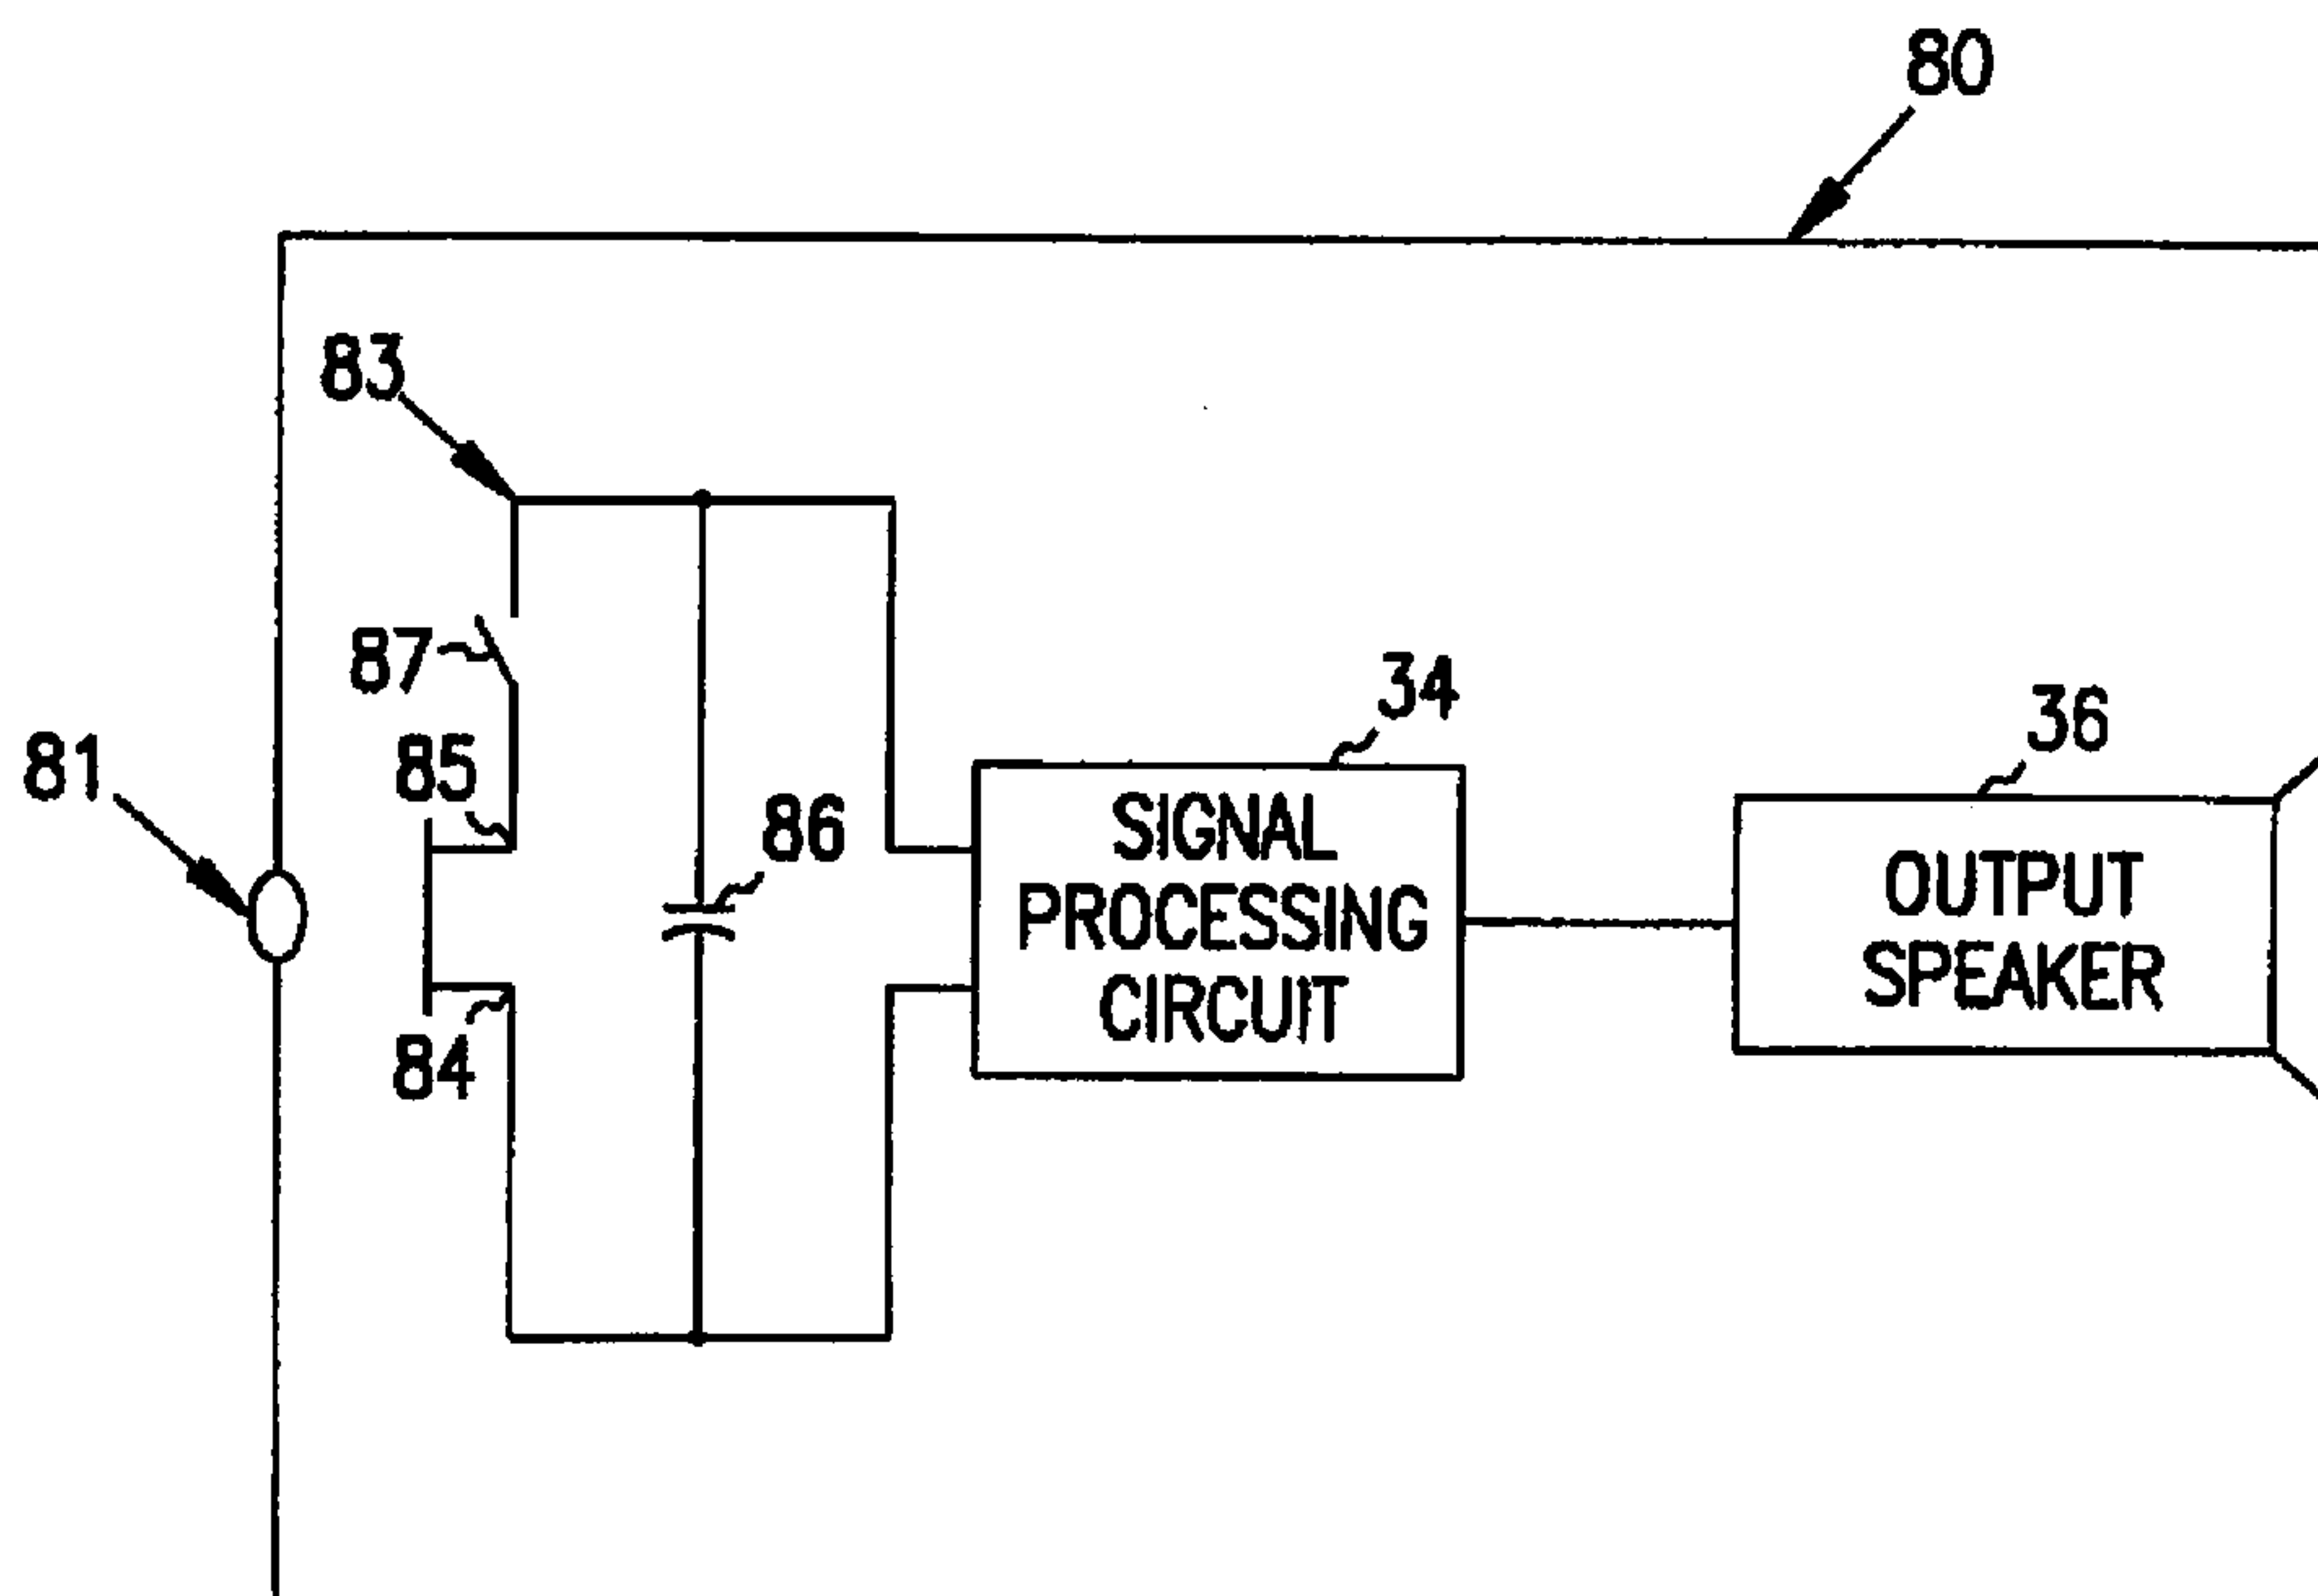 80
83
87
34
36
81
85
86
SIGNAL
PROCESSING
CIRCUIT
OUTPUT
SPEAKER
84